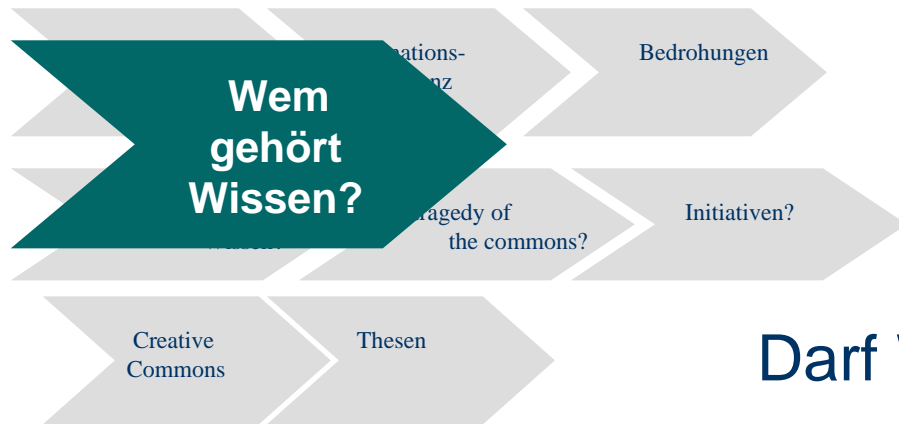 Bedrohungen
Wem
gehört
Wissen?
the commons?
Initiativen?
Creative
Commons
Thesen
Darf